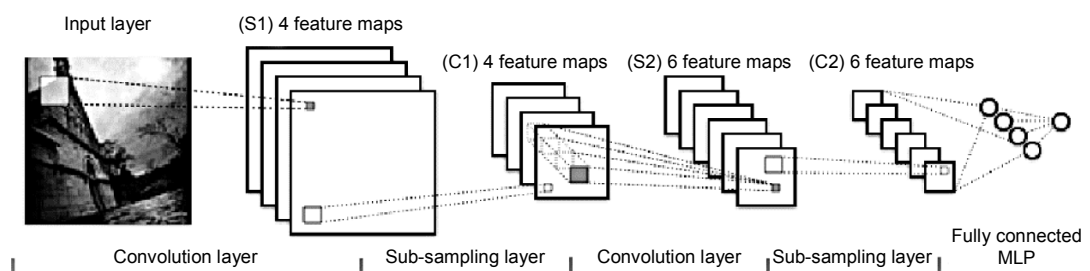 Input layer
(S1) 4 feature maps
(C1) 4 feature maps
(S2) 6 feature maps
(C2) 6 feature maps
Convolution layer
Sub-sampling layer
Convolution layer
Sub-sampling layer
Fully connected
MLP